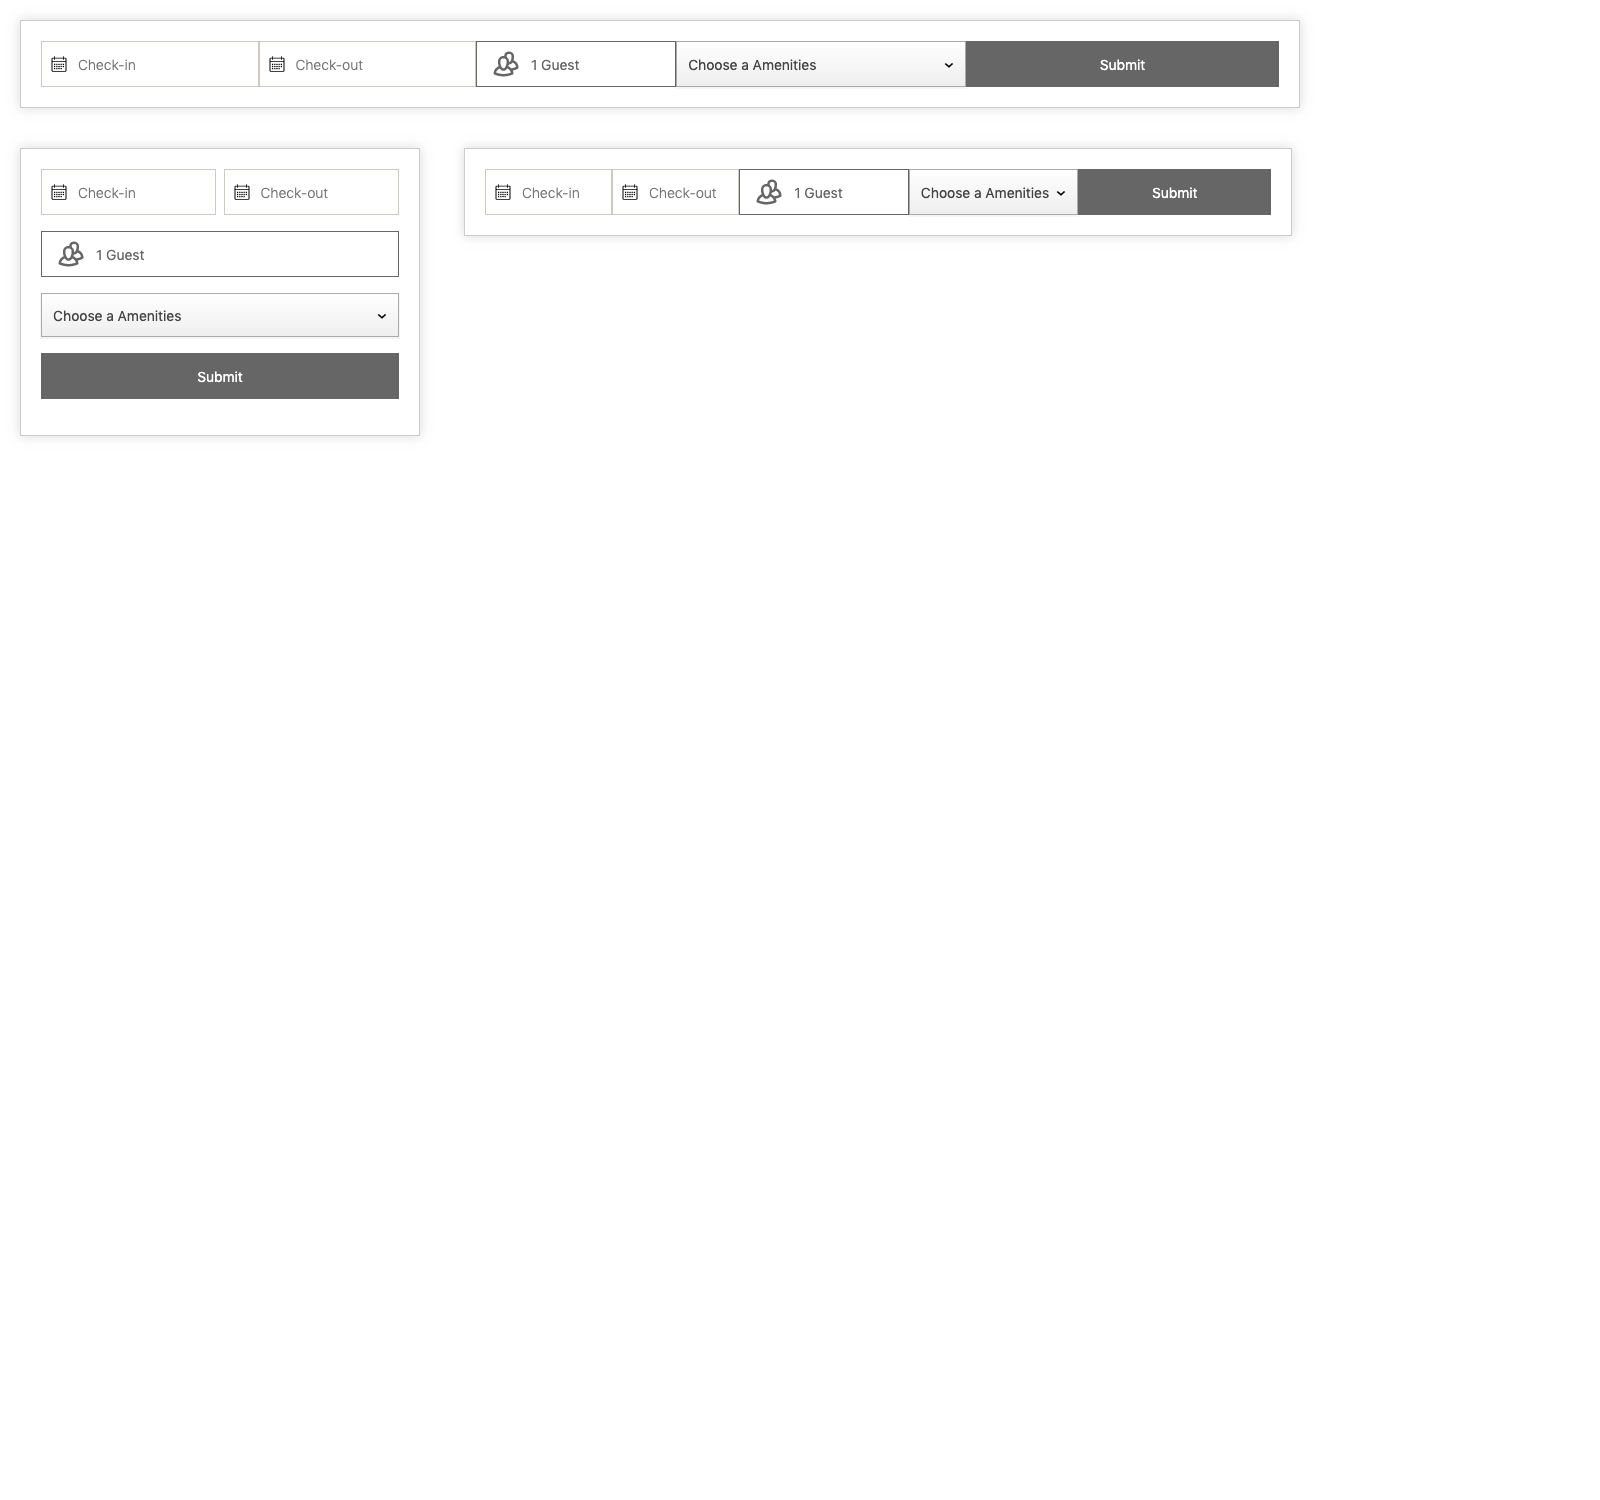 Check-in Check-out 1 Guest Choose a Amenities Submit
Check-in Check-out
1 Guest
Choose a Amenities
Submit
Check-in Check-out 1 Guest Choose a Amenities Submit